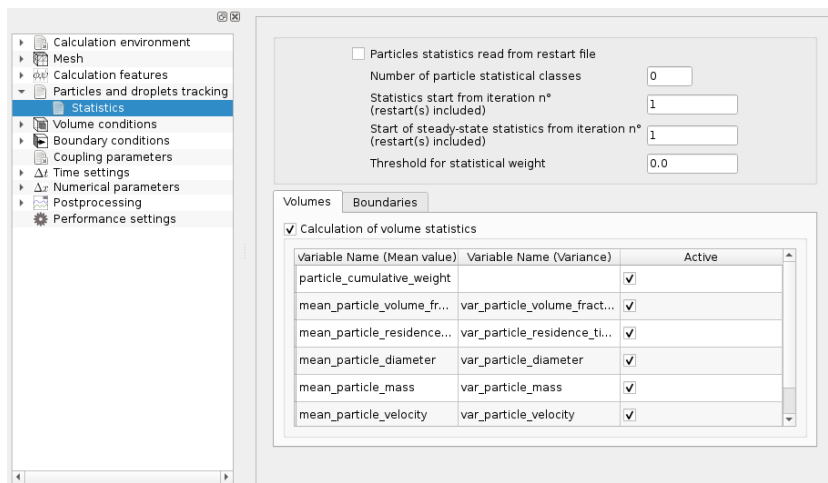 Calculation environment
Mesh
Calculation features
Particles and droplets tracking
Statistics
Volume conditions
Boundary conditions
Coupling parameters
Δt Time settings
Δx Numerical parameters
Postprocessing
Performance settings
Particles statistics read from restart file
Number of particle statistical classes 0
Statistics start from iteration n°
(restart(s) included) 1
Start of steady-state statistics from iteration n°
(restart(s) included) 1
Threshold for statistical weight 0.0
Volumes Boundaries
Calculation of volume statistics
Variable Name (Mean value) Variable Name (Variance) Active
particle_cumulative_weight
mean_particle_volume_fr... var_particle_volume_fract...
mean_particle_residence... var_particle_residence_ti...
mean_particle_diameter var_particle_diameter
mean_particle_mass var_particle_mass
mean_particle_velocity var_particle_velocity